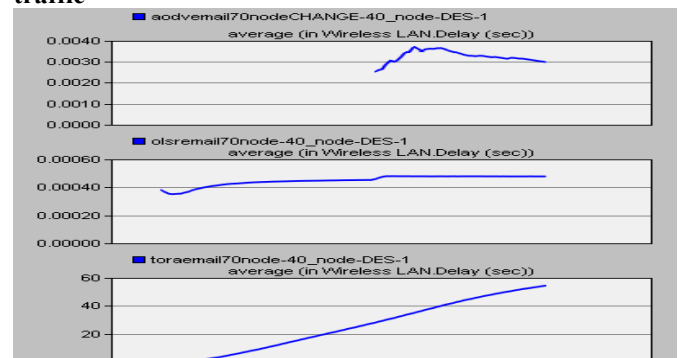 traffic
aodvemail70nodeCHANGE-40_node-DES-1
average (in Wireless LAN.Delay (sec))
0.0040
0.0030
0.0020
0.0010
0.0000
olsremail70node-40_node-DES-1
average (in Wireless LAN.Delay (sec))
0.00060
0.00040
0.00020
0.00000
toraemail70node-40_node-DES-1
average (in Wireless LAN.Delay (sec))
60
40
20